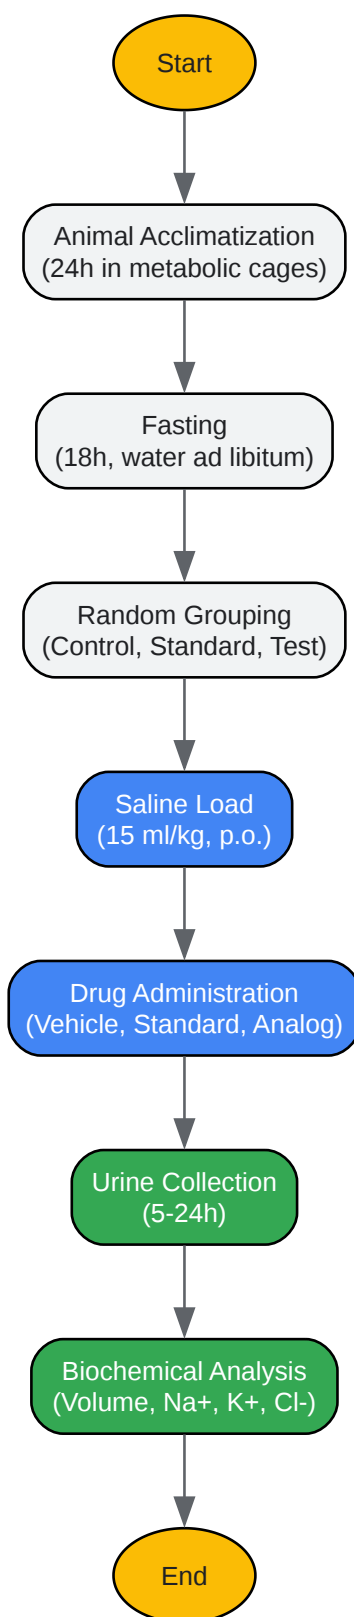 Start
Animal Acclimatization
(24h in metabolic cages)
Fasting
(18h, water ad libitum)
Random Grouping
(Control, Standard, Test)
Saline Load
(15 ml/kg, p.o.)
Drug Administration
(Vehicle, Standard, Analog)
Urine Collection
(5-24h)
Biochemical Analysis
(Volume, Na+, K+, Cl-)
End